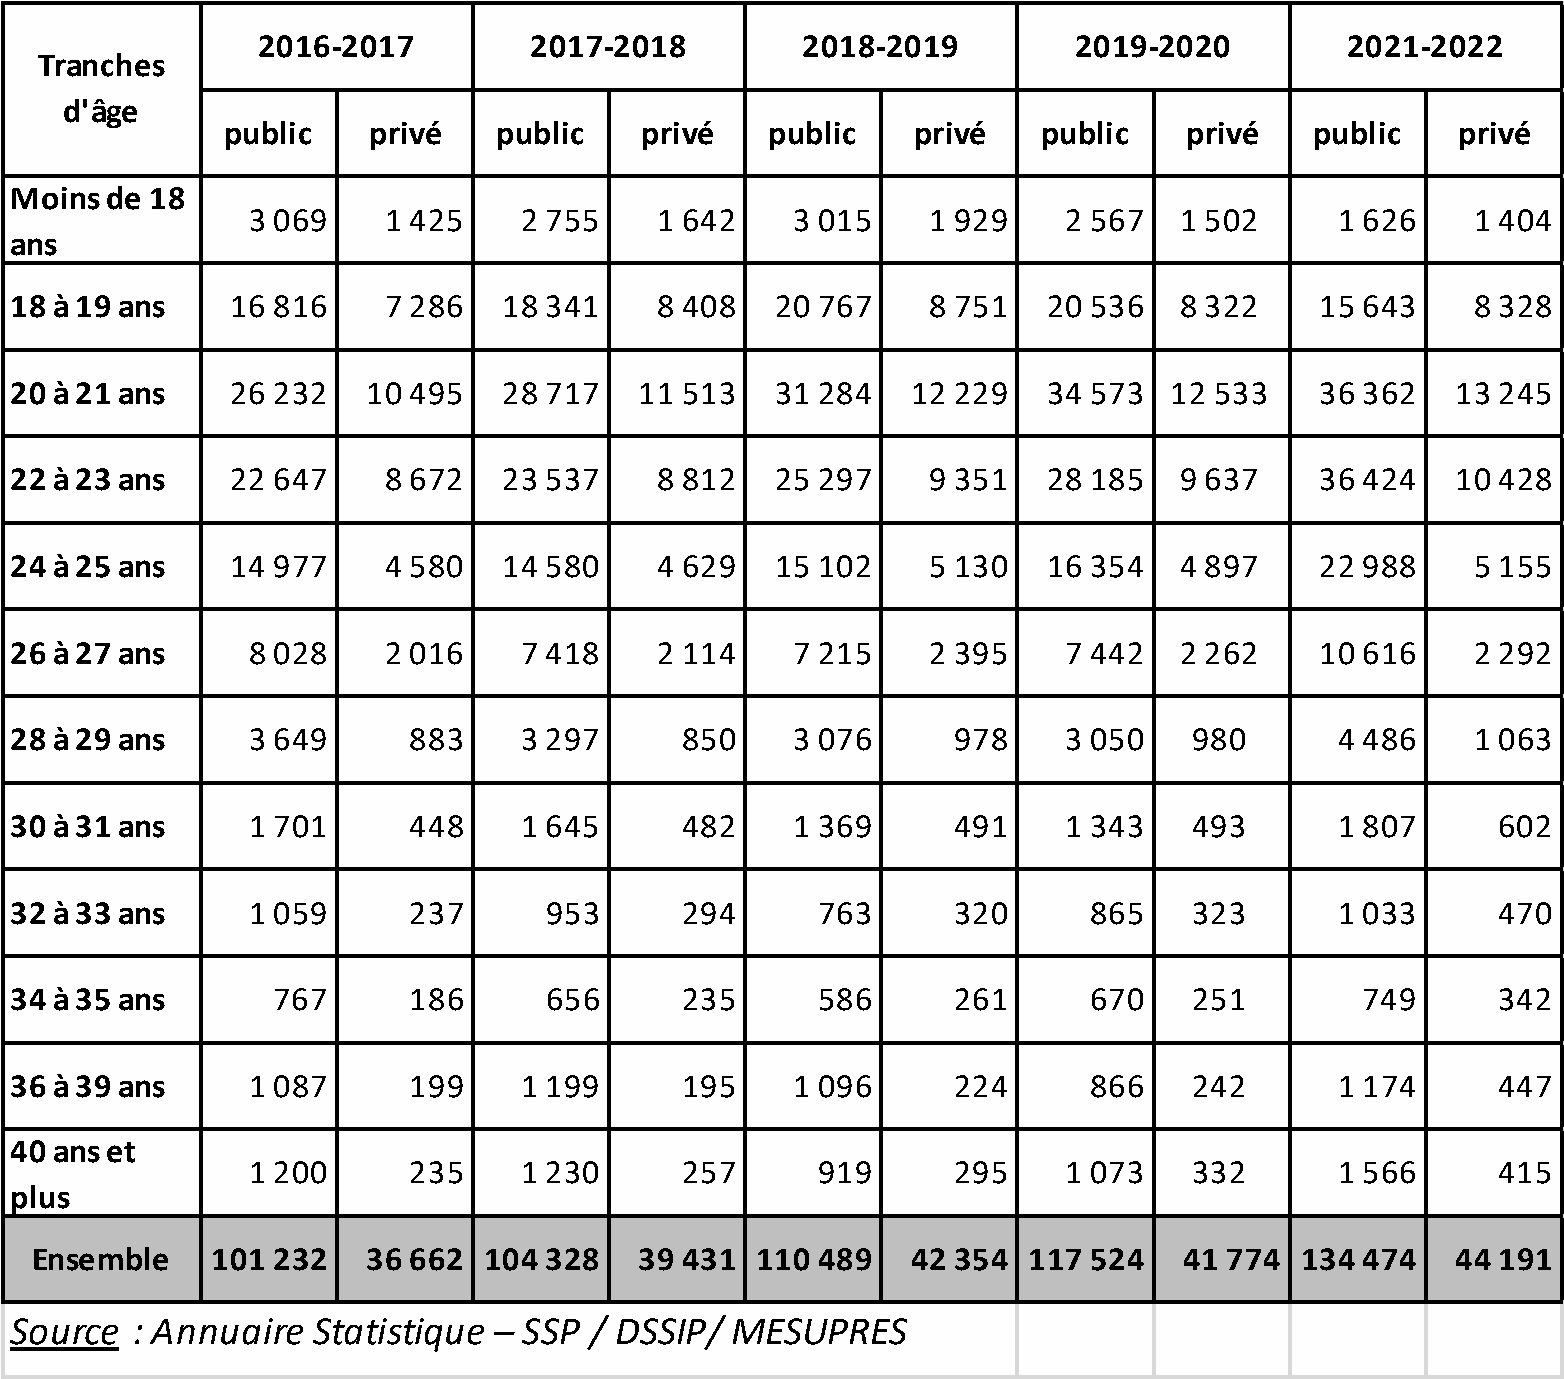 Tranches d'âge 2016-2017 2017-2018 2018-2019 2019-2020 2021-2022
public privé public privé public privé public privé public privé
Moins de 18 ans 3 069 1 425 2 755 1 642 3 015 1 929 2 567 1 502 1 626 1 404
18 à 19 ans 16 816 7 286 18 341 8 408 20 767 8 751 20 536 8 322 15 643 8 328
20 à 21 ans 26 232 10 495 28 717 11 513 31 284 12 229 34 573 12 533 36 362 13 245
22 à 23 ans 22 647 8 672 23 537 8 812 25 297 9 351 28 185 9 637 36 424 10 428
24 à 25 ans 14 977 4 580 14 580 4 629 15 102 5 130 16 354 4 897 22 988 5 155
26 à 27 ans 8 028 2 016 7 418 2 114 7 215 2 395 7 442 2 262 10 616 2 292
28 à 29 ans 3 649 883 3 297 850 3 076 978 3 050 980 4 486 1 063
30 à 31 ans 1 701 448 1 645 482 1 369 491 1 343 493 1 807 602
32 à 33 ans 1 059 237 953 294 763 320 865 323 1 033 470
34 à 35 ans 767 186 656 235 586 261 670 251 749 342
36 à 39 ans 1 087 199 1 199 195 1 096 224 866 242 1 174 447
40 ans et plus 1 200 235 1 230 257 919 295 1 073 332 1 566 415
Ensemble 101 232 36 662 104 328 39 431 110 489 42 354 117 524 41 774 134 474 44 191
Source : Annuaire Statistique – SSP / DSSIP/ MESUPRES